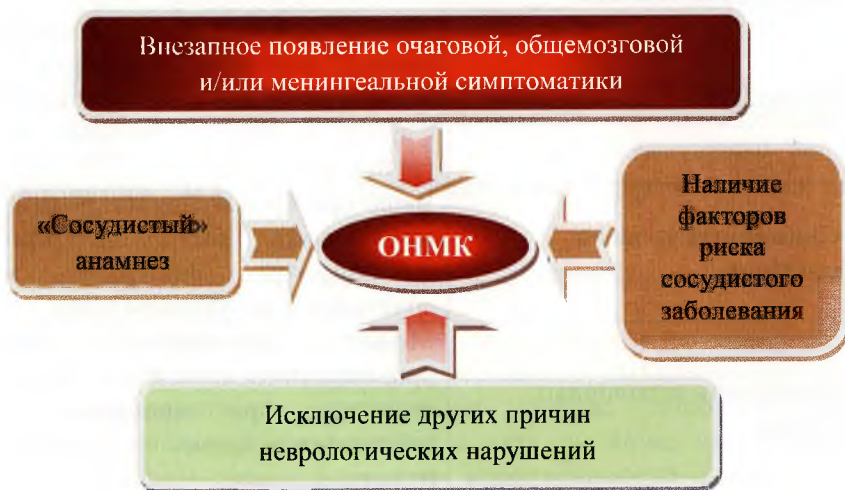 Внезапное появление очаговой, общемозговой
и/или менингеальной симптоматики
«Сосудистый»
анамнез
ОНМК
Наличие
факторов
риска
сосудистого
заболевания
Исключение других причин
неврологических нарушений